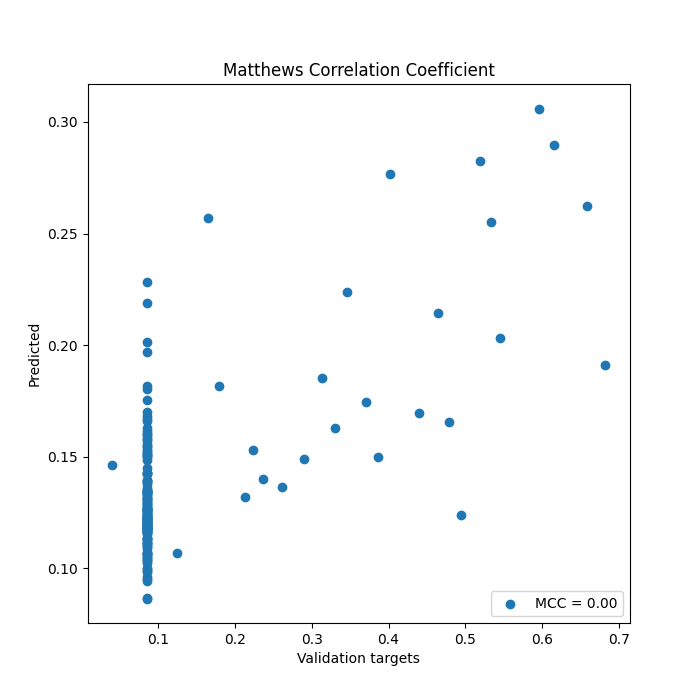 Matthews Correlation Coefficient
0.30
0.25
0.20
0.15
0.10
Predicted
MCC = 0.00
0.1 0.2 0.3 0.4 0.5 0.6 0.7
Validation targets